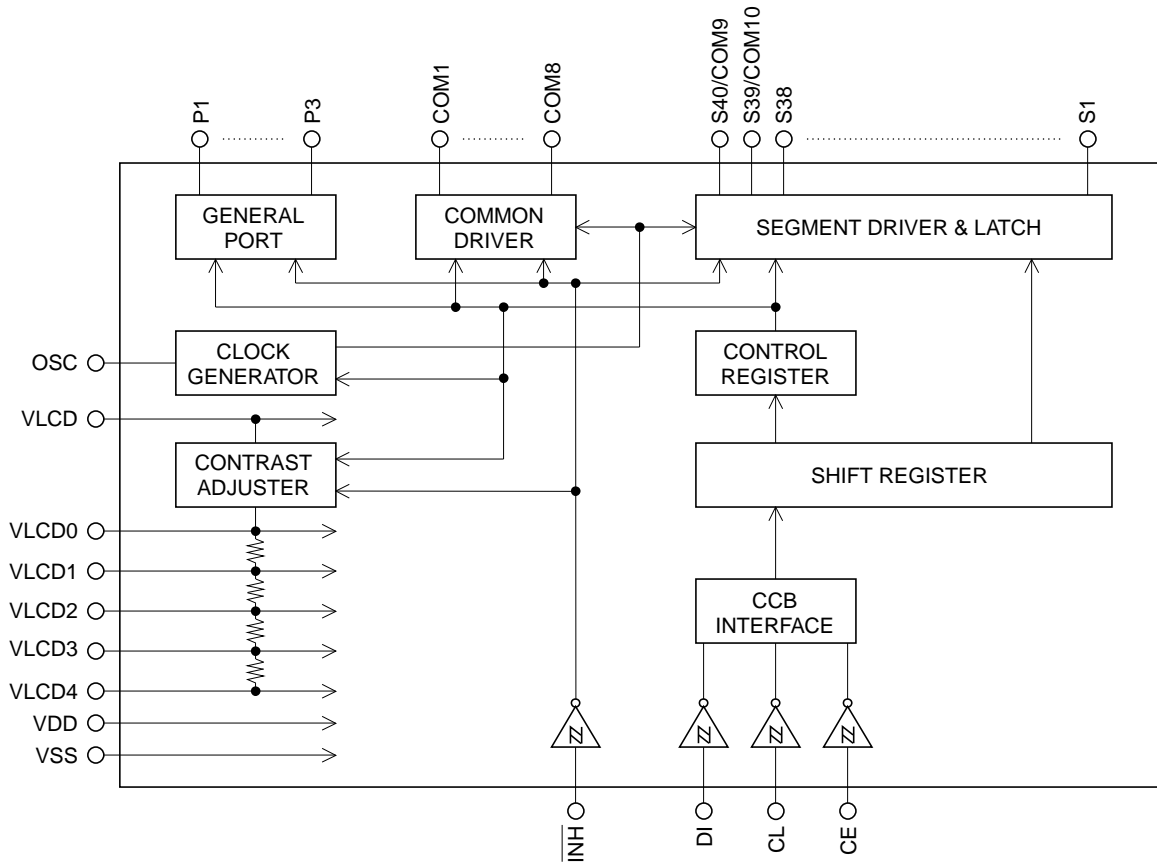 P1
P3
COM1
COM8
S40/COM9
S39/COM10
S38
S1
GENERAL
PORT
COMMON
DRIVER
SEGMENT DRIVER & LATCH
OSC
CLOCK
GENERATOR
CONTROL
REGISTER
VLCD
CONTRAST
ADJUSTER
SHIFT REGISTER
VLCD0
VLCD1
VLCD2
VLCD3
VLCD4
VDD
VSS
CCB
INTERFACE
INH
DI
CL
CE